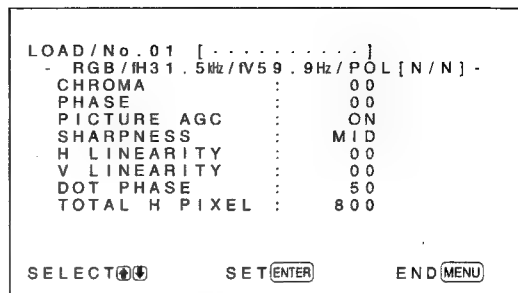 LOAD/No.01 [··········]
- RGB/fH31.5kHz/fV59.9Hz/POL[N/N]-
CHROMA : 00
PHASE : 00
PICTURE AGC : ON
SHARPNESS : MID
H LINEARITY : 00
V LINEARITY : 00
DOT PHASE : 50
TOTAL H PIXEL : 800
SELECT⬆⬇ SET ENTER END MENU